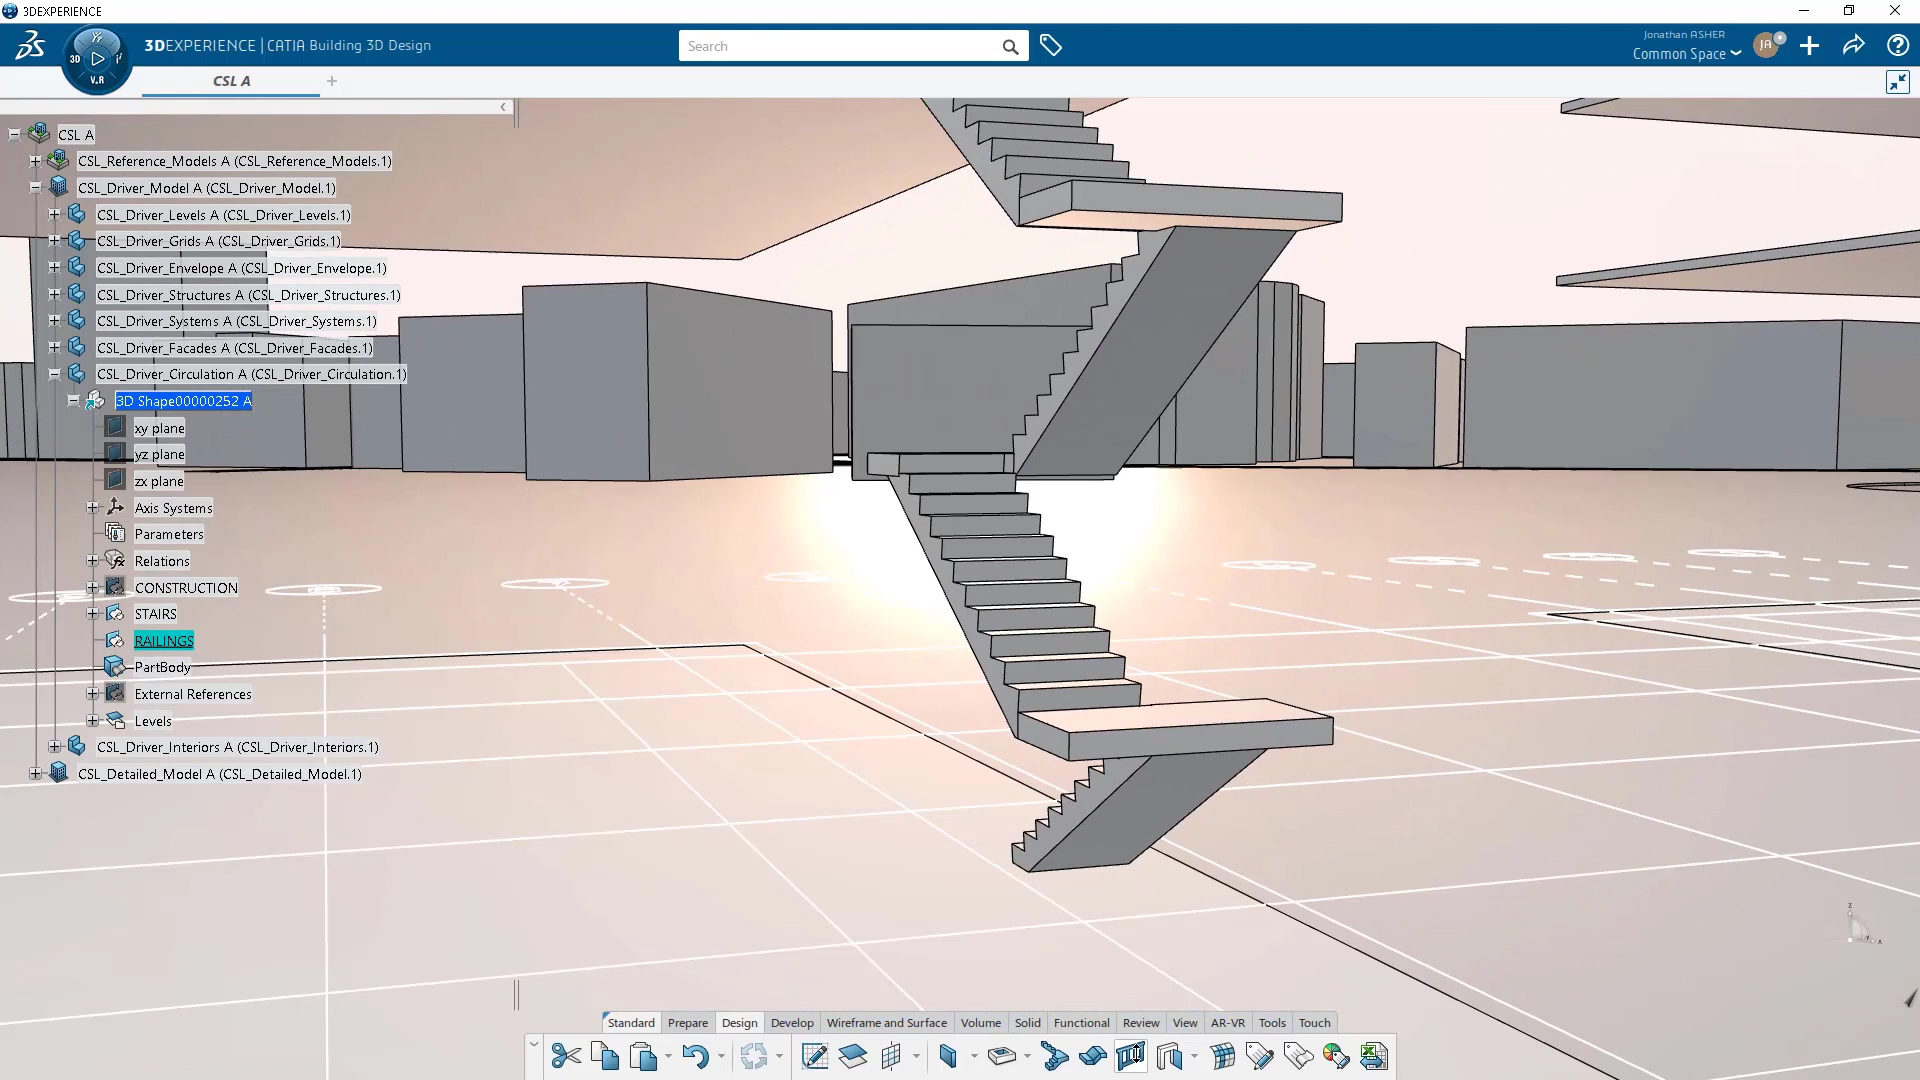 3DEXPERIENCE
3DEXPERIENCE | CATIA Building 3D Design
3D
V.R
Search
Jonathan ASHER
Common Space
JA
CSL A
CSL A
CSL_Reference_Models A (CSL_Reference_Models.1)
CSL_Driver_Model A (CSL_Driver_Model.1)
CSL_Driver_Levels A (CSL_Driver_Levels.1)
CSL_Driver_Grids A (CSL_Driver_Grids.1)
CSL_Driver_Envelope A (CSL_Driver_Envelope.1)
CSL_Driver_Structures A (CSL_Driver_Structures.1)
CSL_Driver_Systems A (CSL_Driver_Systems.1)
CSL_Driver_Facades A (CSL_Driver_Facades.1)
CSL_Driver_Circulation A (CSL_Driver_Circulation.1)
3D Shape00000252 A
xy plane
yz plane
zx plane
Axis Systems
Parameters
Relations
CONSTRUCTION
STAIRS
RAILINGS
PartBody
External References
Levels
CSL_Driver_Interiors A (CSL_Driver_Interiors.1)
CSL_Detailed_Model A (CSL_Detailed_Model.1)
Standard Prepare Design Develop Wireframe and Surface Volume Solid Functional Review View AR-VR Tools Touch